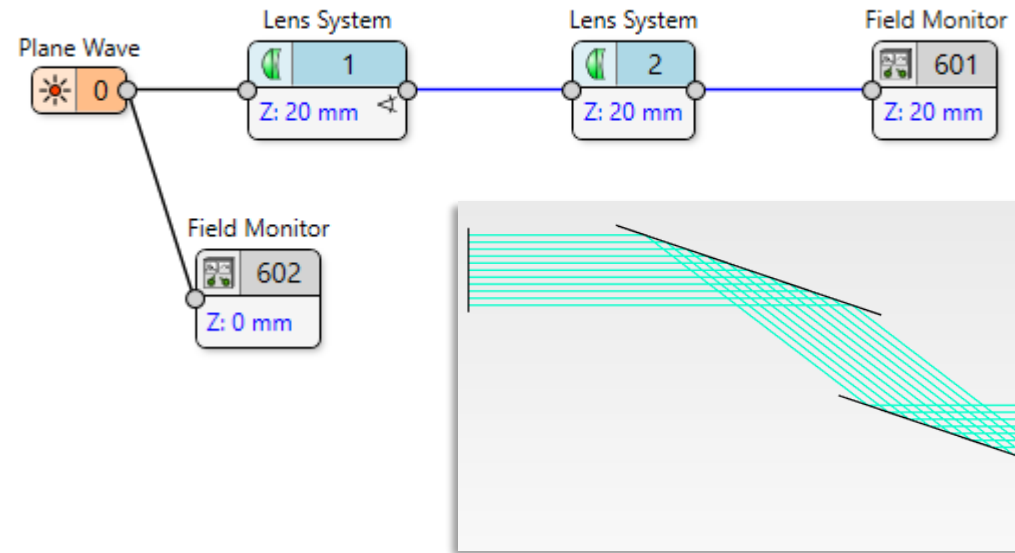 Plane Wave
0
Lens System
1
Z: 20 mm
Lens System
2
Z: 20 mm
Field Monitor
601
Z: 20 mm
Field Monitor
602
Z: 0 mm